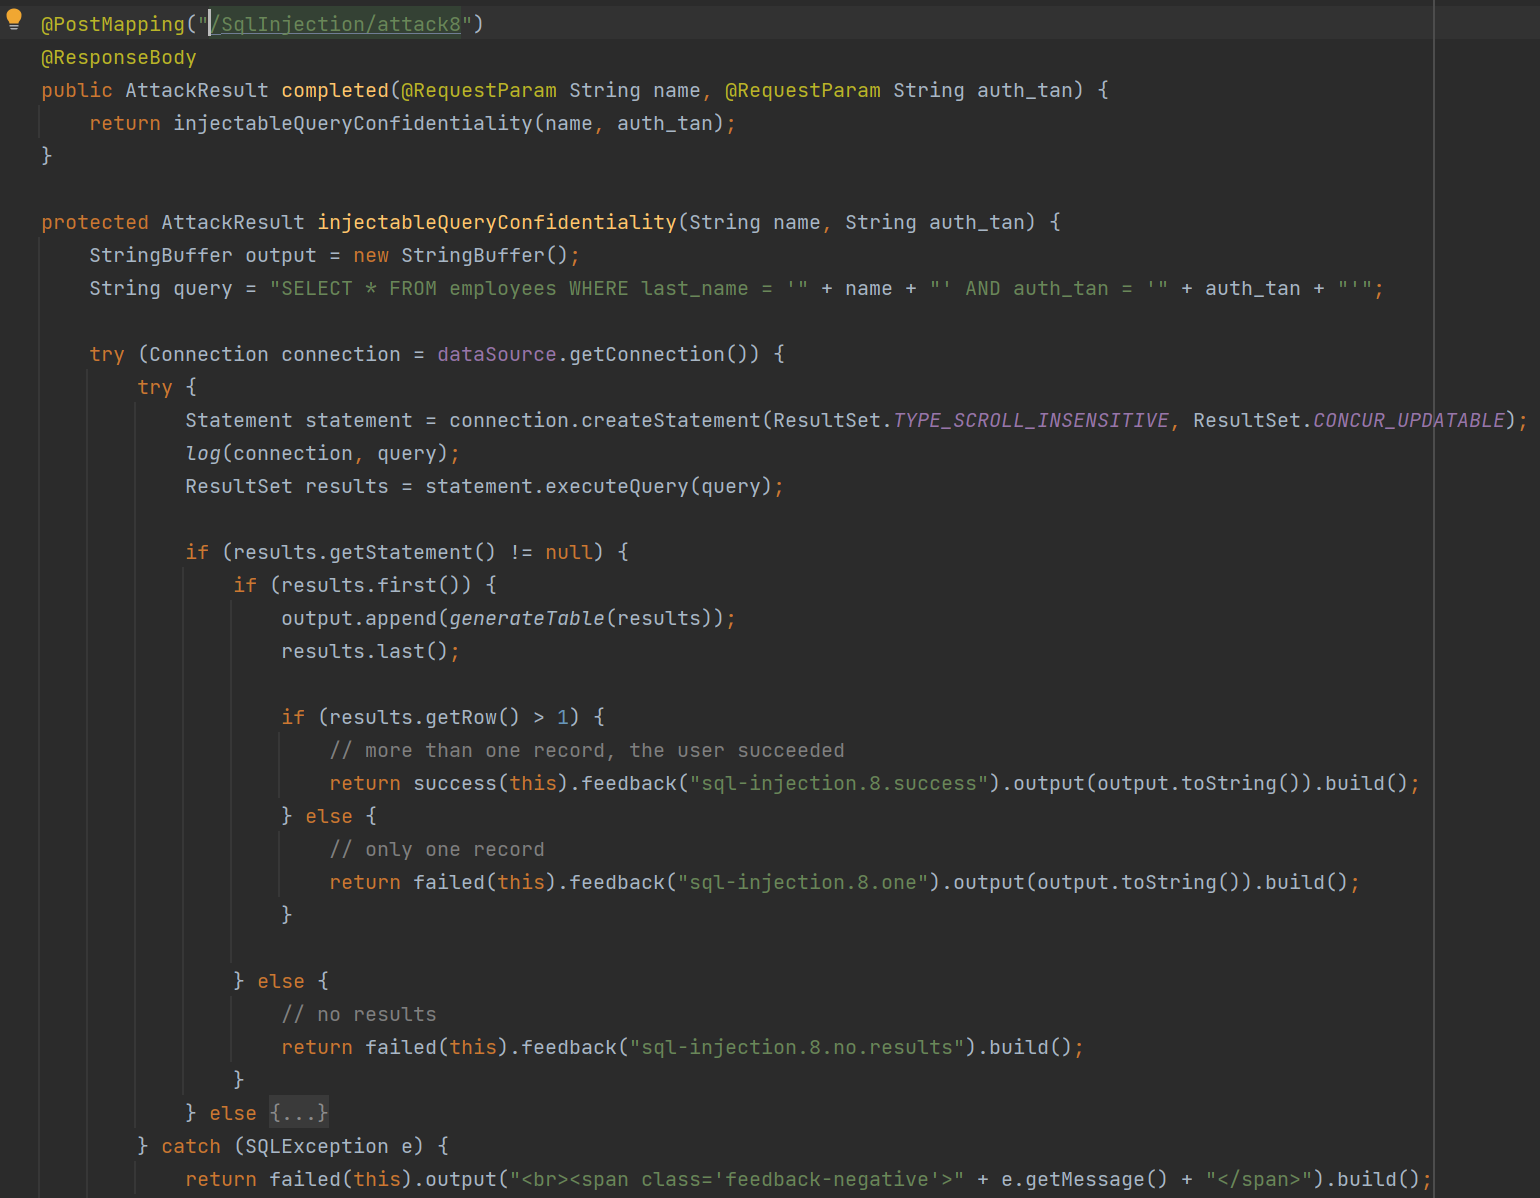 @PostMapping("/SqlInjection/attack8")
@ResponseBody
public AttackResult completed(@RequestParam String name, @RequestParam String auth_tan) {
    return injectableQueryConfidentiality(name, auth_tan);
}

protected AttackResult injectableQueryConfidentiality(String name, String auth_tan) {
    StringBuffer output = new StringBuffer();
    String query = "SELECT * FROM employees WHERE last_name = '" + name + "' AND auth_tan = '" + auth_tan + "'";

    try (Connection connection = dataSource.getConnection()) {
        try {
            Statement statement = connection.createStatement(ResultSet.TYPE_SCROLL_INSENSITIVE, ResultSet.CONCUR_UPDATABLE);
            log(connection, query);
            ResultSet results = statement.executeQuery(query);

            if (results.getStatement() != null) {
                if (results.first()) {
                    output.append(generateTable(results));
                    results.last();

                    if (results.getRow() > 1) {
                        // more than one record, the user succeeded
                        return success(this).feedback("sql-injection.8.success").output(output.toString()).build();
                    } else {
                        // only one record
                        return failed(this).feedback("sql-injection.8.one").output(output.toString()).build();
                    }

                } else {
                    // no results
                    return failed(this).feedback("sql-injection.8.no.results").build();
                }
            } else {...}
        } catch (SQLException e) {
            return failed(this).output("<br><span class='feedback-negative'>" + e.getMessage() + "</span>").build();